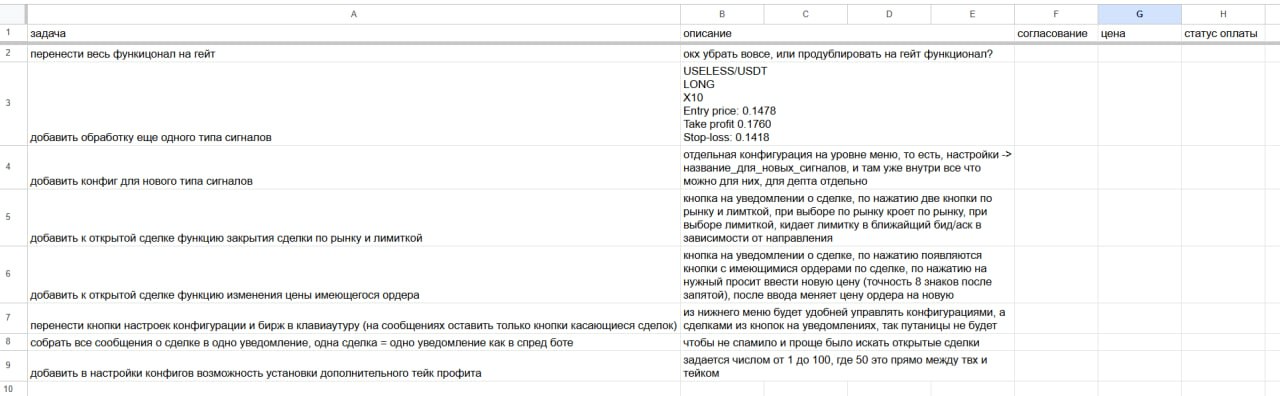 A B C D E F G H
1 задача описание согласование цена статус оплаты
2 перенести весь функицонал на гейт окх убрать вовсе, или продублировать на гейт функционал?
USELESS/USDT
LONG
X10
Entry price: 0.1478
Take profit 0.1760
3 добавить обработку еще одного типа сигналов Stop-loss: 0.1418
отдельная конфигурация на уровне меню, то есть, настройки ->
название_для_новых_сигналов, и там уже внутри все что
4 добавить конфиг для нового типа сигналов можно для них, для депта отдельно
кнопка на уведомлении о сделке, по нажатию две кнопки по
рынку и лимткой, при выборе по рынку кроет по рынку, при
выборе лимиткой, кидает лимитку в ближайщий бид/аск в
5 добавить к открытой сделке функцию закрытия сделки по рынку и лимиткой зависимости от направления
кнопка на уведомлении о сделке, по нажатию появляются
кнопки с имеющимися ордерами по сделке, по нажатию на
нужный просит ввести новую цену (точность 8 знаков после
6 добавить к открытой сделке функцию изменения цены имеющегося ордера запятой), после ввода меняет цену ордера на новую
из нижнего меню будет удобней управлять конфигурациями, а
7 перенести кнопки настроек конфигурации и бирж в клавиутуру (на сообщениях оставить только кнопки касающиеся сделок) сделками из кнопок на уведомлениях, так путаницы не будет
8 собрать все сообщения о сделке в одно уведомление, одна сделка = одно уведомление как в спред боте чтобы не спамило и проще было искать открытые сделки
задается числом от 1 до 100, где 50 это прямо между твх и
9 добавить в настройки конфигов возможность установки дополнительного тейк профита тейком
10